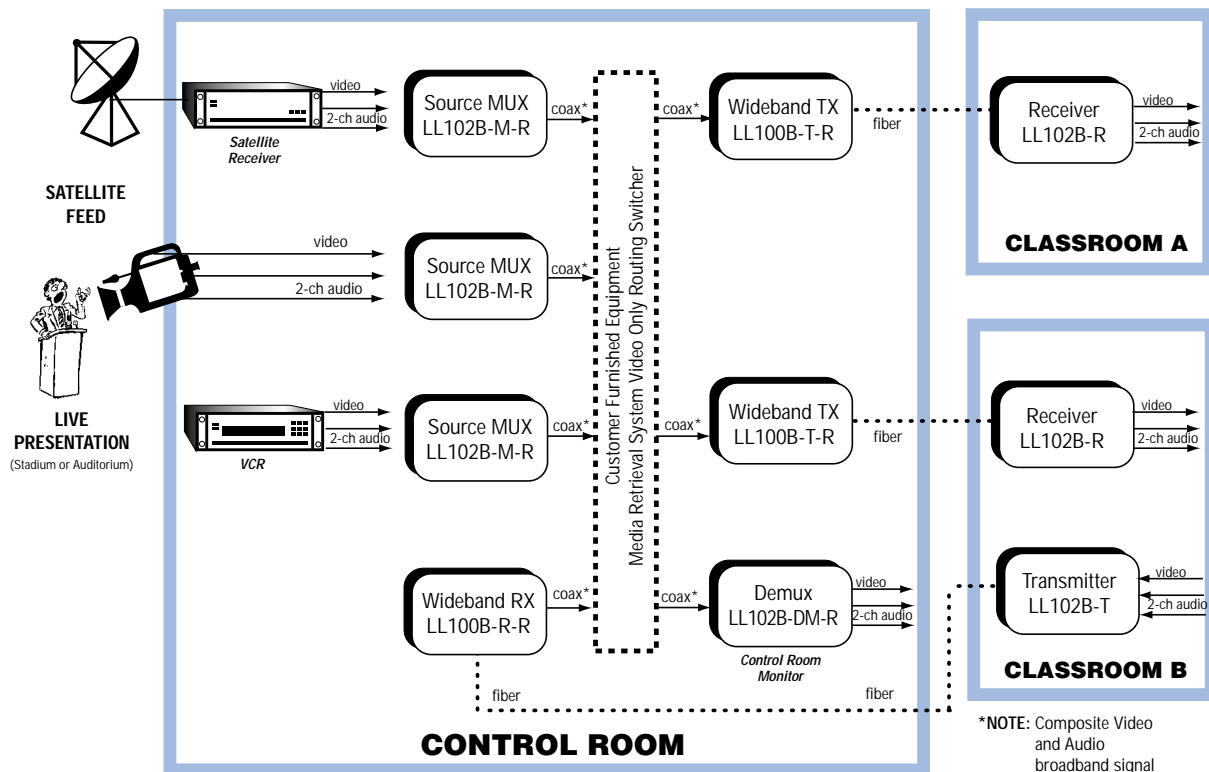 video
2-ch audio
Satellite
Receiver
SATELLITE
FEED
Source MUX
LL102B-M-R
coax*
coax*
Wideband TX
LL100B-T-R
fiber
Receiver
LL102B-R
video
2-ch audio
CLASSROOM A
video
2-ch audio
Source MUX
LL102B-M-R
coax*
LIVE
PRESENTATION
(Stadium or Auditorium)
video
2-ch audio
VCR
Source MUX
LL102B-M-R
coax*
Customer Furnished Equipment
Media Retrieval System Video Only Routing Switcher
coax*
Wideband TX
LL100B-T-R
fiber
Receiver
LL102B-R
video
2-ch audio
Wideband RX
LL100B-R-R
coax*
coax*
Demux
LL102B-DM-R
video
2-ch audio
Control Room
Monitor
Transmitter
LL102B-T
video
2-ch audio
CLASSROOM B
fiber
fiber
CONTROL ROOM
*NOTE: Composite Video
and Audio
broadband signal